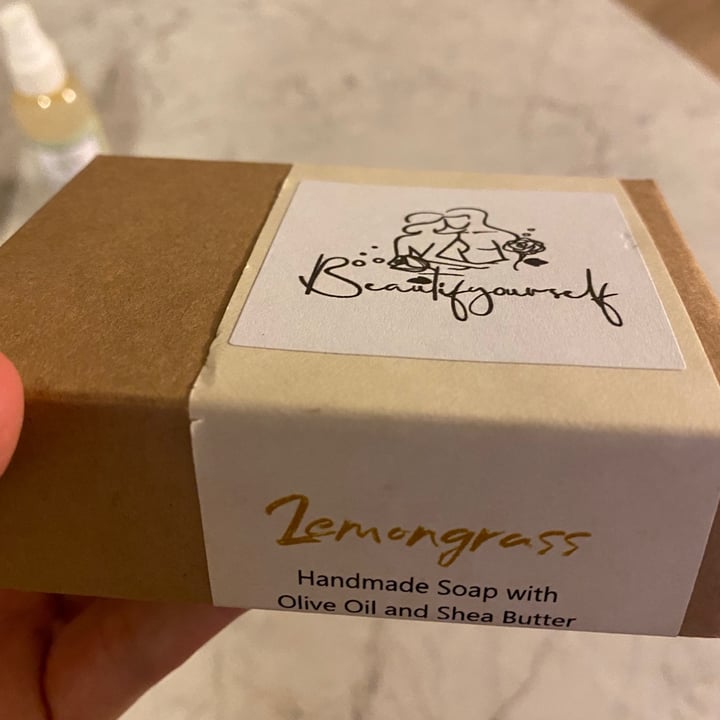 Beautifyourself
Lemongrass
Handmade Soap with
Olive Oil and Shea Butter